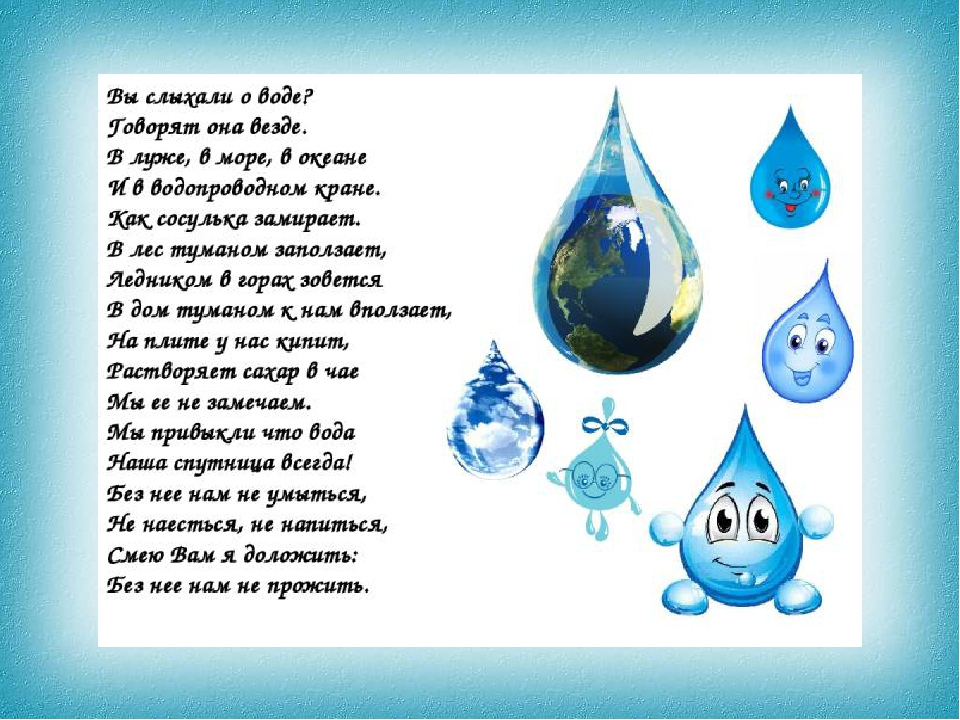 Вы слыхали о воде?
Говорят она везде.
В луже, в море, в океане
И в водопроводном кране.
Как сосулька замирает.
В лес туманом заползает,
Ледником в горах зовется
В дом туманом к нам вползает,
На плите у нас кипит,
Растворяет сахар в чае
Мы ее не замечаем.
Мы привыкли что вода
Наша спутница всегда!
Без нее нам не умыться,
Не наесться, не напиться,
Смею Вам я доложить:
Без нее нам не прожить.